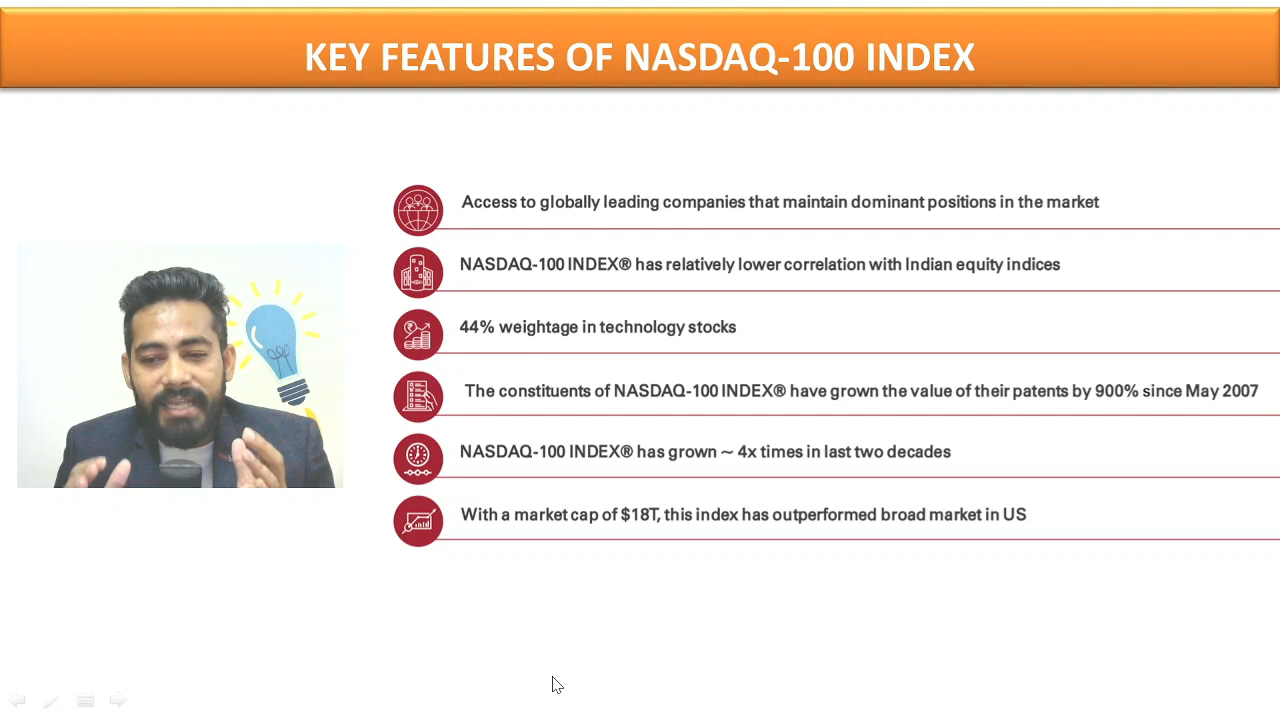 KEY FEATURES OF NASDAQ-100 INDEX
Access to globally leading companies that maintain dominant positions in the market
NASDAQ-100 INDEX® has relatively lower correlation with Indian equity indices
44% weightage in technology stocks
The constituents of NASDAQ-100 INDEX® have grown the value of their patents by 900% since May 2007
NASDAQ-100 INDEX® has grown ~ 4x times in last two decades
With a market cap of $18T, this index has outperformed broad market in US